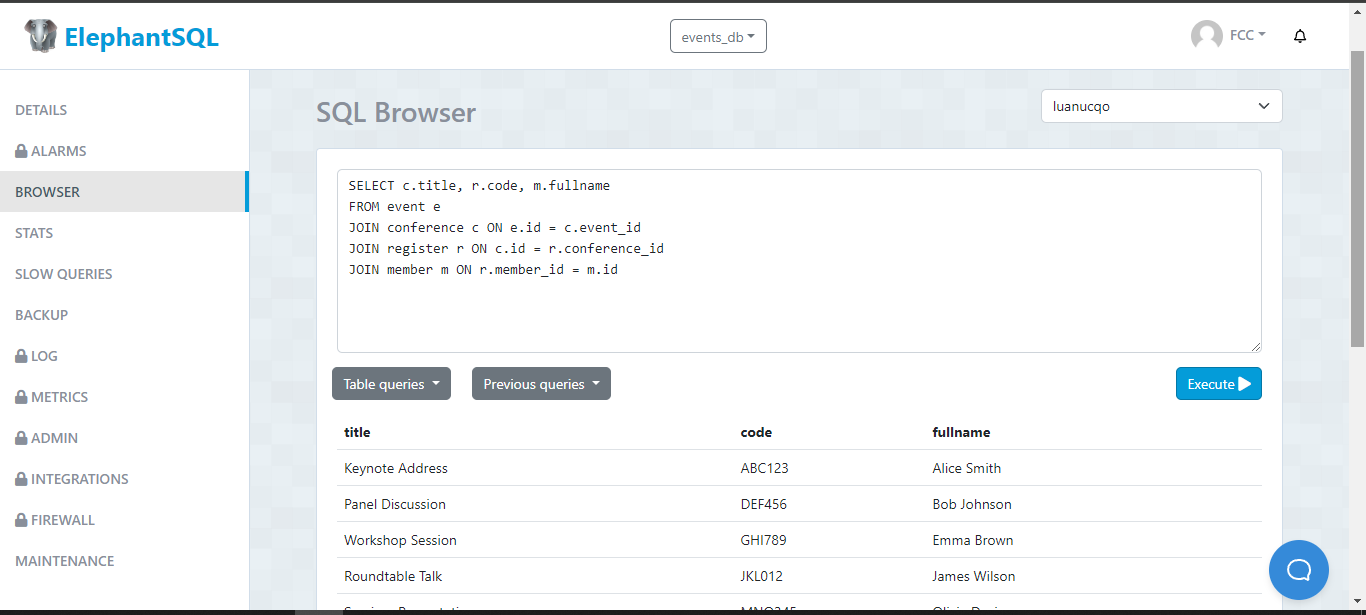 ElephantSQL
events_db
FCC
DETAILS
ALARMS
BROWSER
STATS
SLOW QUERIES
BACKUP
LOG
METRICS
ADMIN
INTEGRATIONS
FIREWALL
MAINTENANCE
SQL Browser
luanucqo
SELECT c.title, r.code, m.fullname
FROM event e
JOIN conference c ON e.id = c.event_id
JOIN register r ON c.id = r.conference_id
JOIN member m ON r.member_id = m.id
Table queries Previous queries Execute
title code fullname
Keynote Address ABC123 Alice Smith
Panel Discussion DEF456 Bob Johnson
Workshop Session GHI789 Emma Brown
Roundtable Talk JKL012 James Wilson